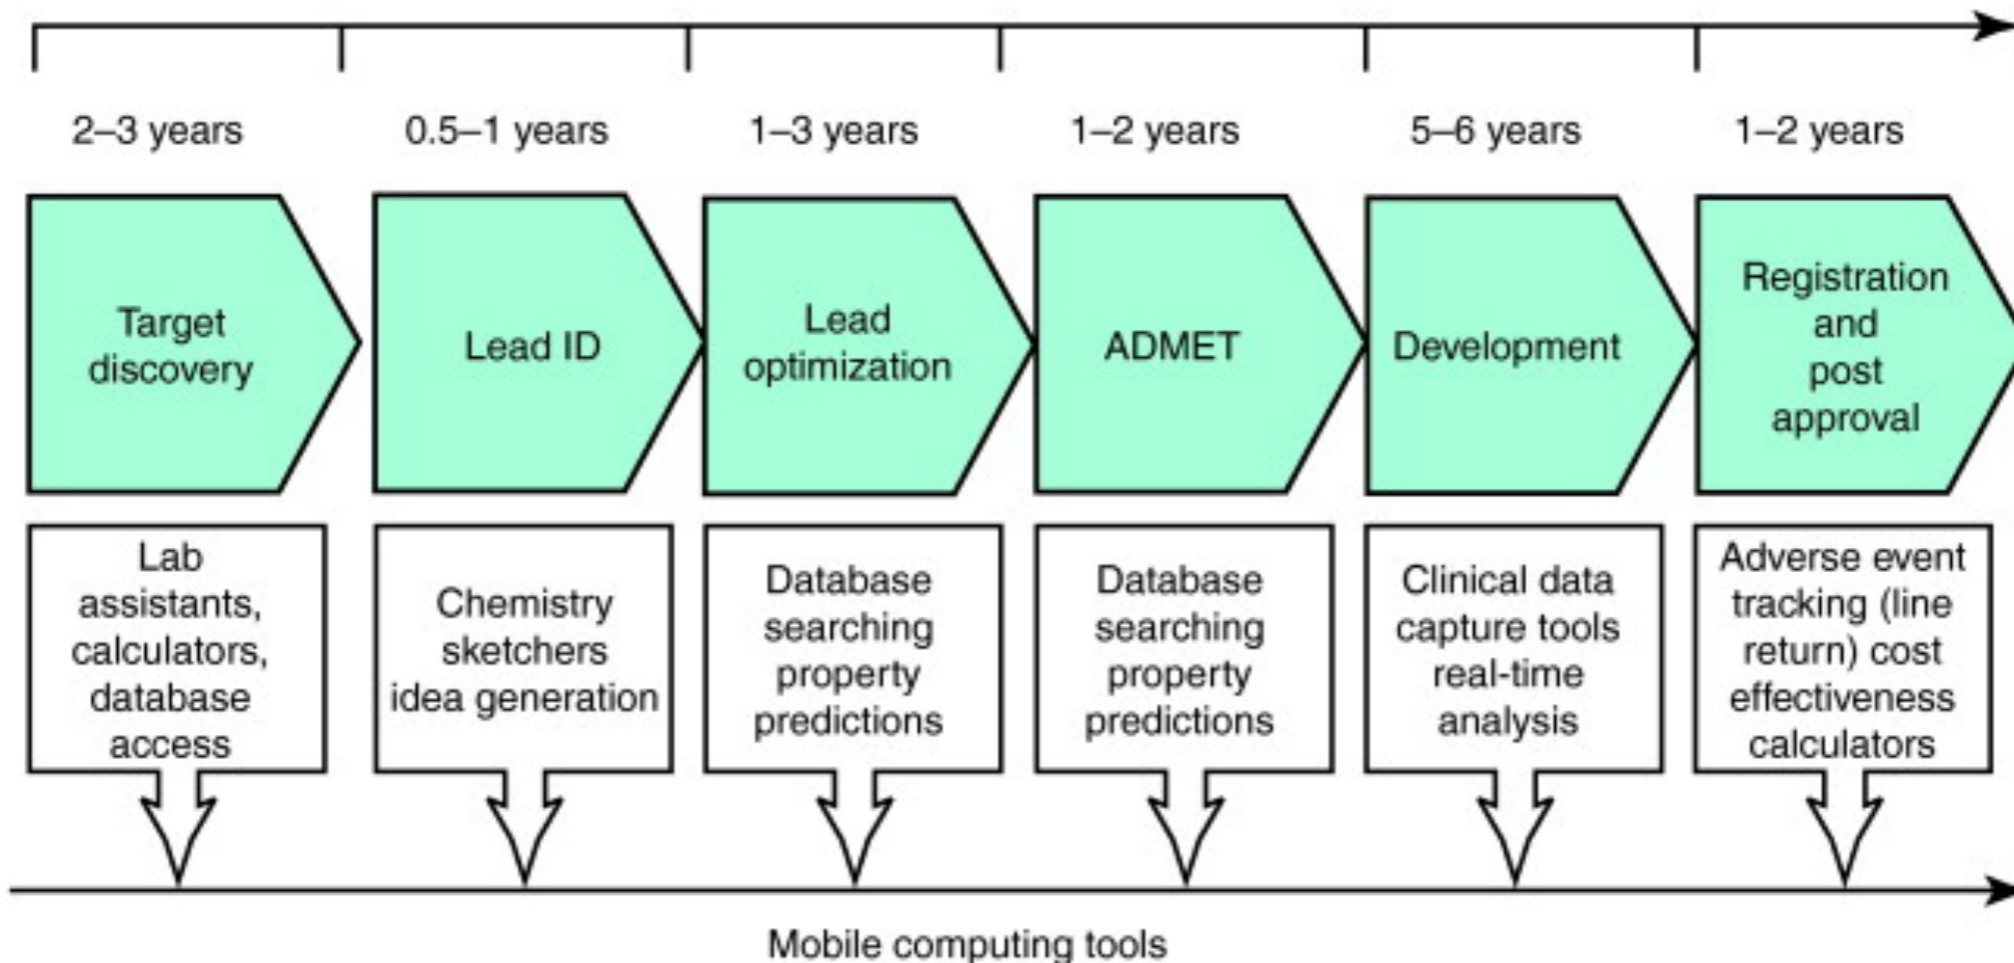 2–3 years
0.5–1 years
1–3 years
1–2 years
5–6 years
1–2 years
Target
discovery
Lead ID
Lead
optimization
ADMET
Development
Registration
and
post
approval
Lab
assistants,
calculators,
database
access
Chemistry
sketchers
idea generation
Database
searching
property
predictions
Database
searching
property
predictions
Clinical data
capture tools
real-time
analysis
Adverse event
tracking (line
return) cost
effectiveness
calculators
Mobile computing tools